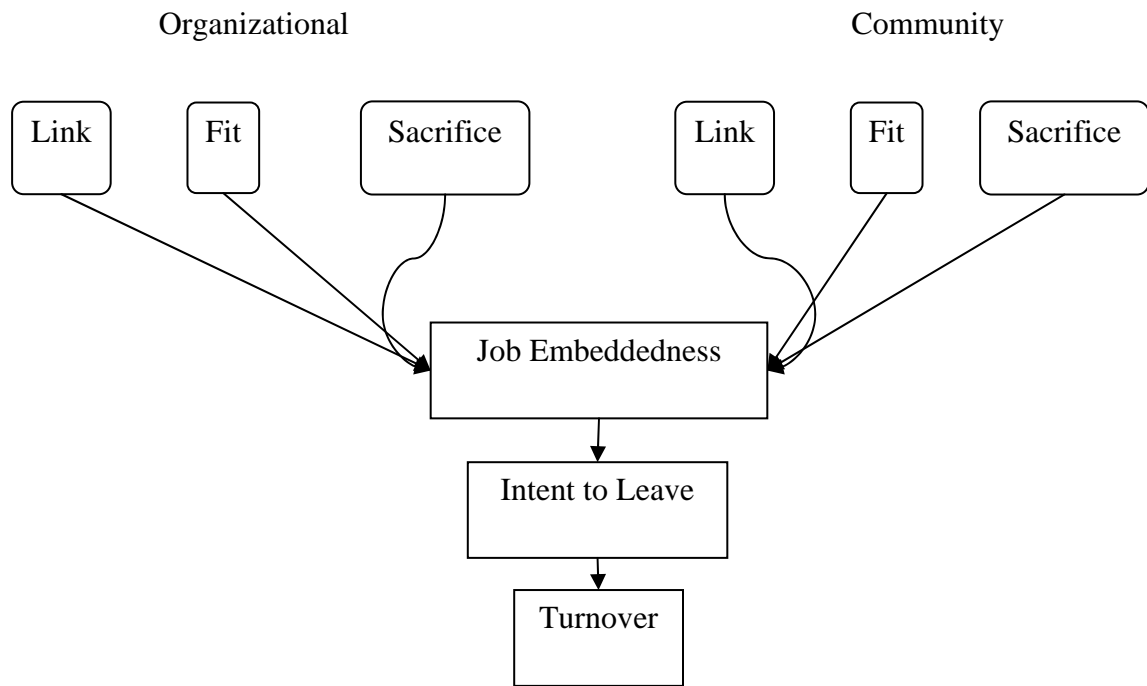 Organizational
Community
Link
Fit
Sacrifice
Link
Fit
Sacrifice
Job Embeddedness
Intent to Leave
Turnover